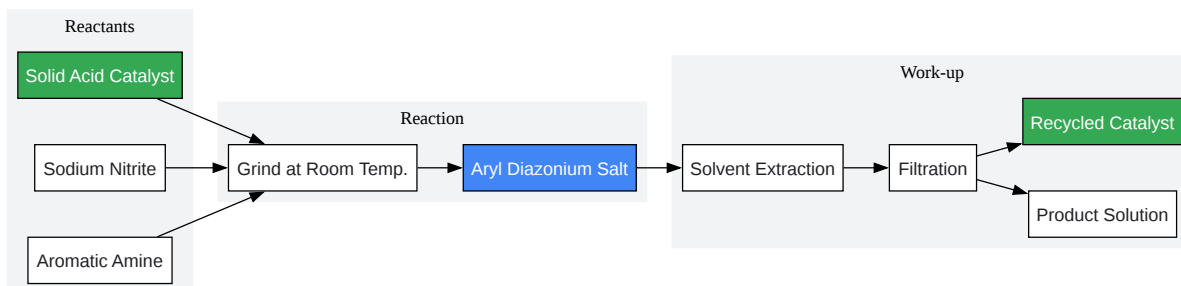 Reactants
Solid Acid Catalyst
Sodium Nitrite
Aromatic Amine
Reaction
Grind at Room Temp.
Aryl Diazonium Salt
Work-up
Solvent Extraction
Filtration
Recycled Catalyst
Product Solution